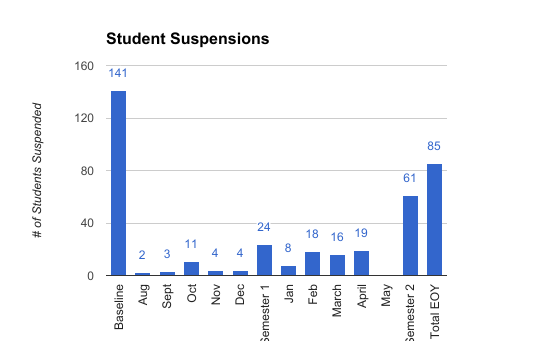 Student Suspensions
# of Students Suspended
160
120
80
40
0
141
2
3
11
4
4
24
8
18
16
19
61
85
Baseline
Aug
Sept
Oct
Nov
Dec
Semester 1
Jan
Feb
March
April
May
Semester 2
Total EOY